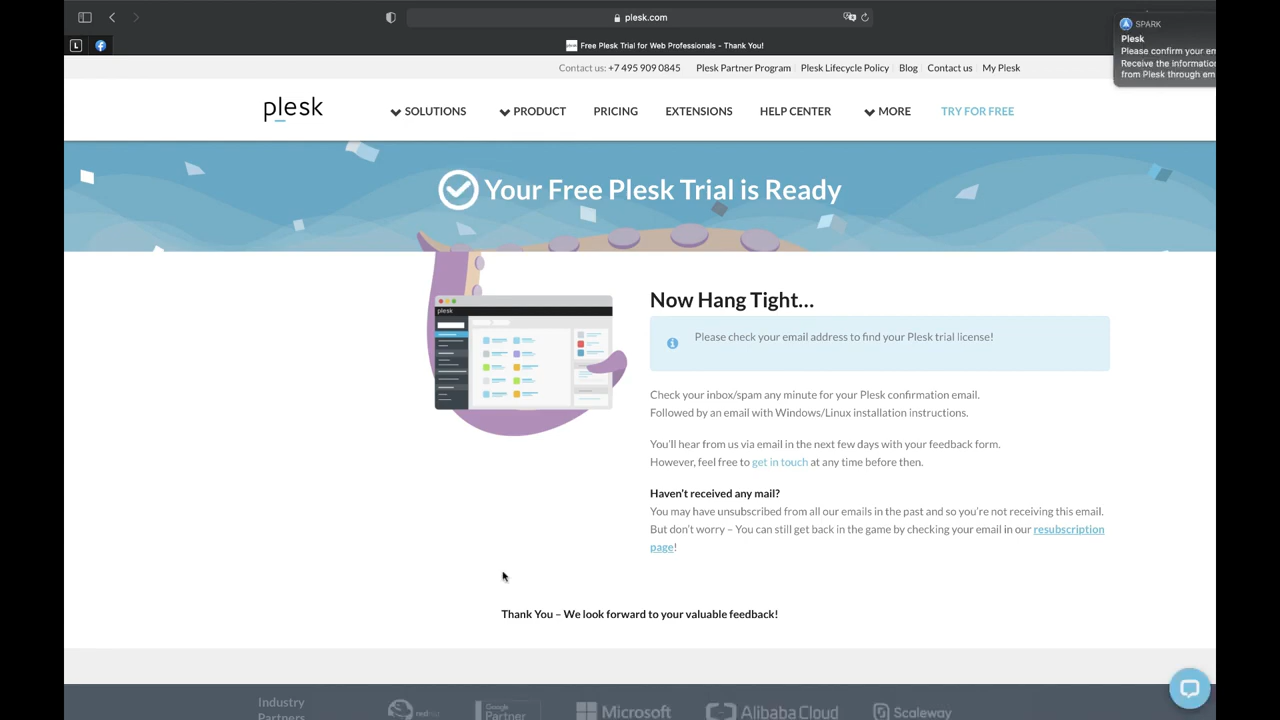 plesk.com
SPARK
Plesk
Please confirm your em
Receive the informatio
from Plesk through em
L
Free Plesk Trial for Web Professionals - Thank You!
Contact us: +7 495 909 0845 Plesk Partner Program Plesk Lifecycle Policy Blog Contact us My Plesk
plesk SOLUTIONS PRODUCT PRICING EXTENSIONS HELP CENTER MORE TRY FOR FREE
Your Free Plesk Trial is Ready
plesk
Now Hang Tight...
Please check your email address to find your Plesk trial license!
Check your inbox/spam any minute for your Plesk confirmation email.
Followed by an email with Windows/Linux installation instructions.
You'll hear from us via email in the next few days with your feedback form.
However, feel free to get in touch at any time before then.
Haven't received any mail?
You may have unsubscribed from all our emails in the past and so you're not receiving this email.
But don't worry – You can still get back in the game by checking your email in our resubscription
page!
Thank You – We look forward to your valuable feedback!
Industry
Partners
Google
Partner
Microsoft
Alibaba Cloud
Scaleway